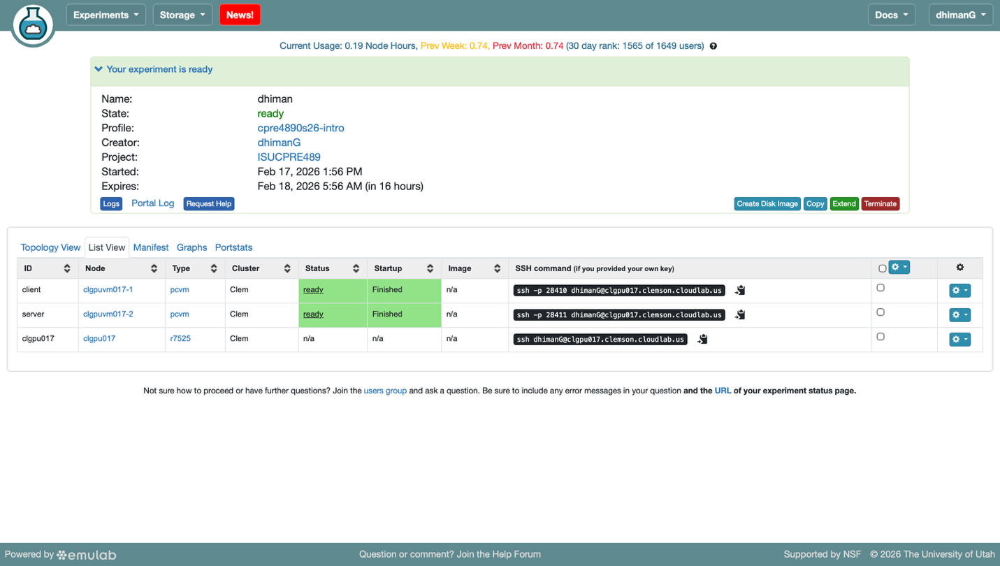 Experiments Storage News! Docs dhimanG
Current Usage: 0.19 Node Hours, Prev Week: 0.74, Prev Month: 0.74 (30 day rank: 1565 of 1649 users)
Your experiment is ready
Name: dhiman
State: ready
Profile: cpre4890s26-intro
Creator: dhimanG
Project: ISUCPRE489
Started: Feb 17, 2026 1:56 PM
Expires: Feb 18, 2026 5:56 AM (in 16 hours)
Logs Portal Log Request Help Create Disk Image Copy Extend Terminate
Topology View List View Manifest Graphs Portstats
ID Node Type Cluster Status Startup Image SSH command (if you provided your own key)
client clgpuvm017-1 pcvm Clem ready Finished n/a ssh -p 28410 dhimanG@clgpu017.clemson.cloudlab.us
server clgpuvm017-2 pcvm Clem ready Finished n/a ssh -p 28411 dhimanG@clgpu017.clemson.cloudlab.us
clgpu017 clgpu017 r7525 Clem n/a n/a n/a ssh dhimanG@clgpu017.clemson.cloudlab.us
Not sure how to proceed or have further questions? Join the users group and ask a question. Be sure to include any error messages in your question and the URL of your experiment status page.
Powered by emulab Question or comment? Join the Help Forum Supported by NSF © 2026 The University of Utah